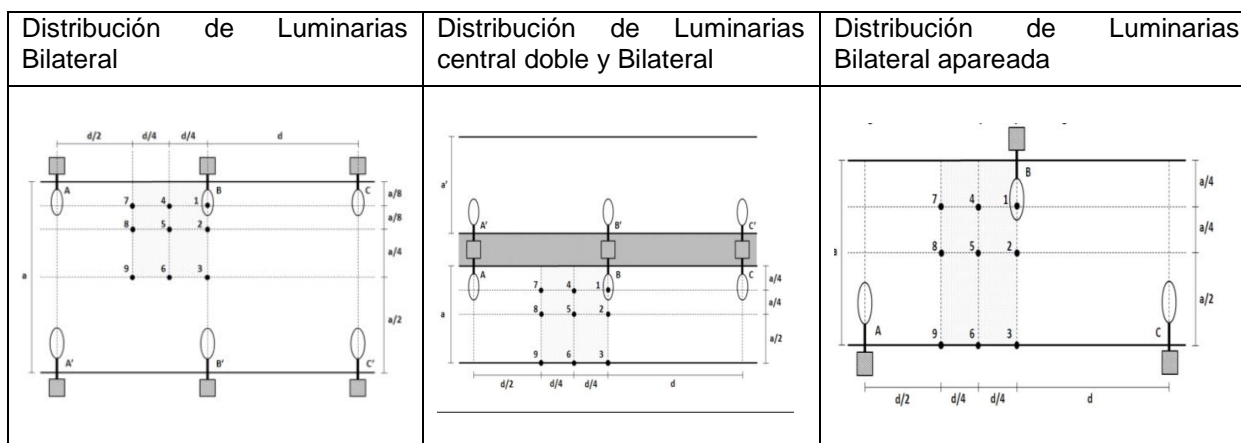 Distribución de Luminarias
Bilateral
Distribución de Luminarias
central doble y Bilateral
Distribución de Luminarias
Bilateral apareada
d/2 d/4 d/4 d
A B C
7 4 1
8 5 2
9 6 3
a
a/8
a/8
a/4
a/2
A' B' C'
a'
A' B' C'
A B C
7 4 1
8 5 2
9 6 3
a
a/4
a/4
a/2
d/2 d/4 d/4 d
B
7 4 1
8 5 2
9 6 3
a
A C
a/4
a/4
a/2
d/2 d/4 d/4 d